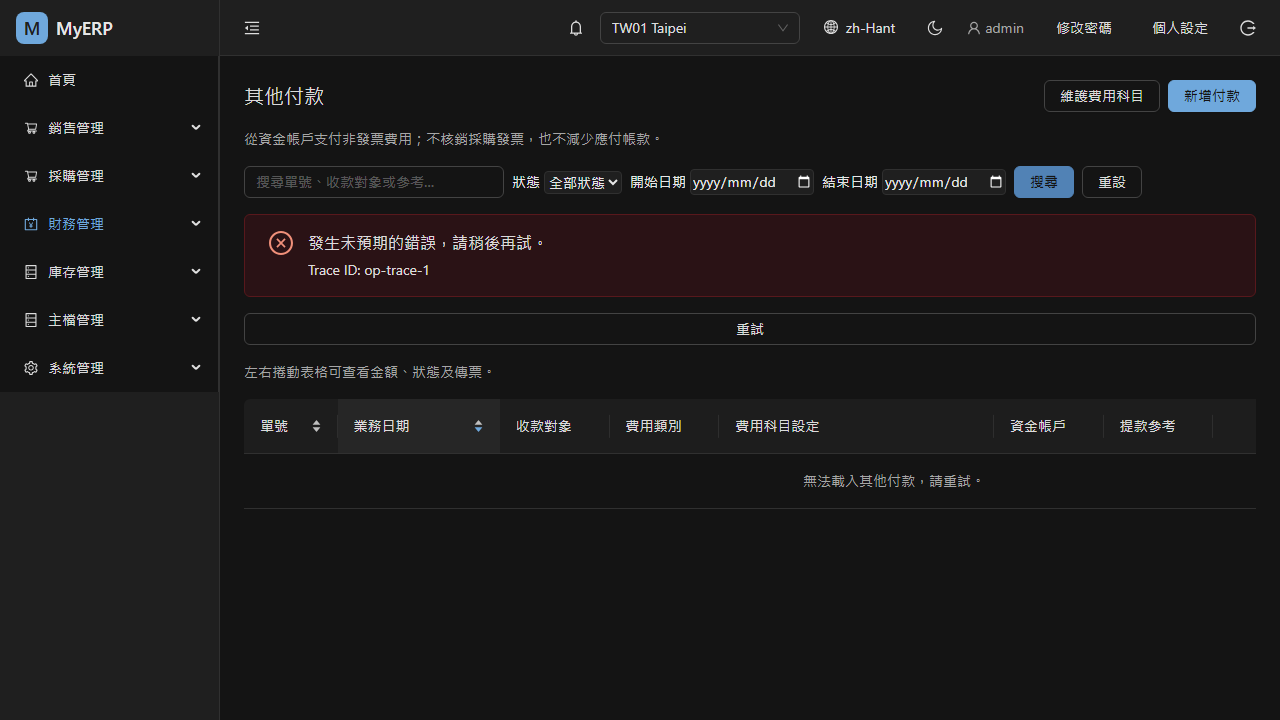 M MyERP
TW01 Taipei
zh-Hant
admin
修改密碼
個人設定
首頁
銷售管理
採購管理
財務管理
庫存管理
主檔管理
系統管理
其他付款
維護費用科目
新增付款
從資金帳戶支付非發票費用；不核銷採購發票，也不減少應付帳款。
搜尋單號、收款對象或參考...
狀態 全部狀態 開始日期 yyyy/mm/dd 結束日期 yyyy/mm/dd 搜尋 重設
發生未預期的錯誤，請稍後再試。
Trace ID: op-trace-1
重試
左右捲動表格可查看金額、狀態及傳票。
單號 業務日期 收款對象 費用類別 費用科目設定 資金帳戶 提款參考
無法載入其他付款，請重試。